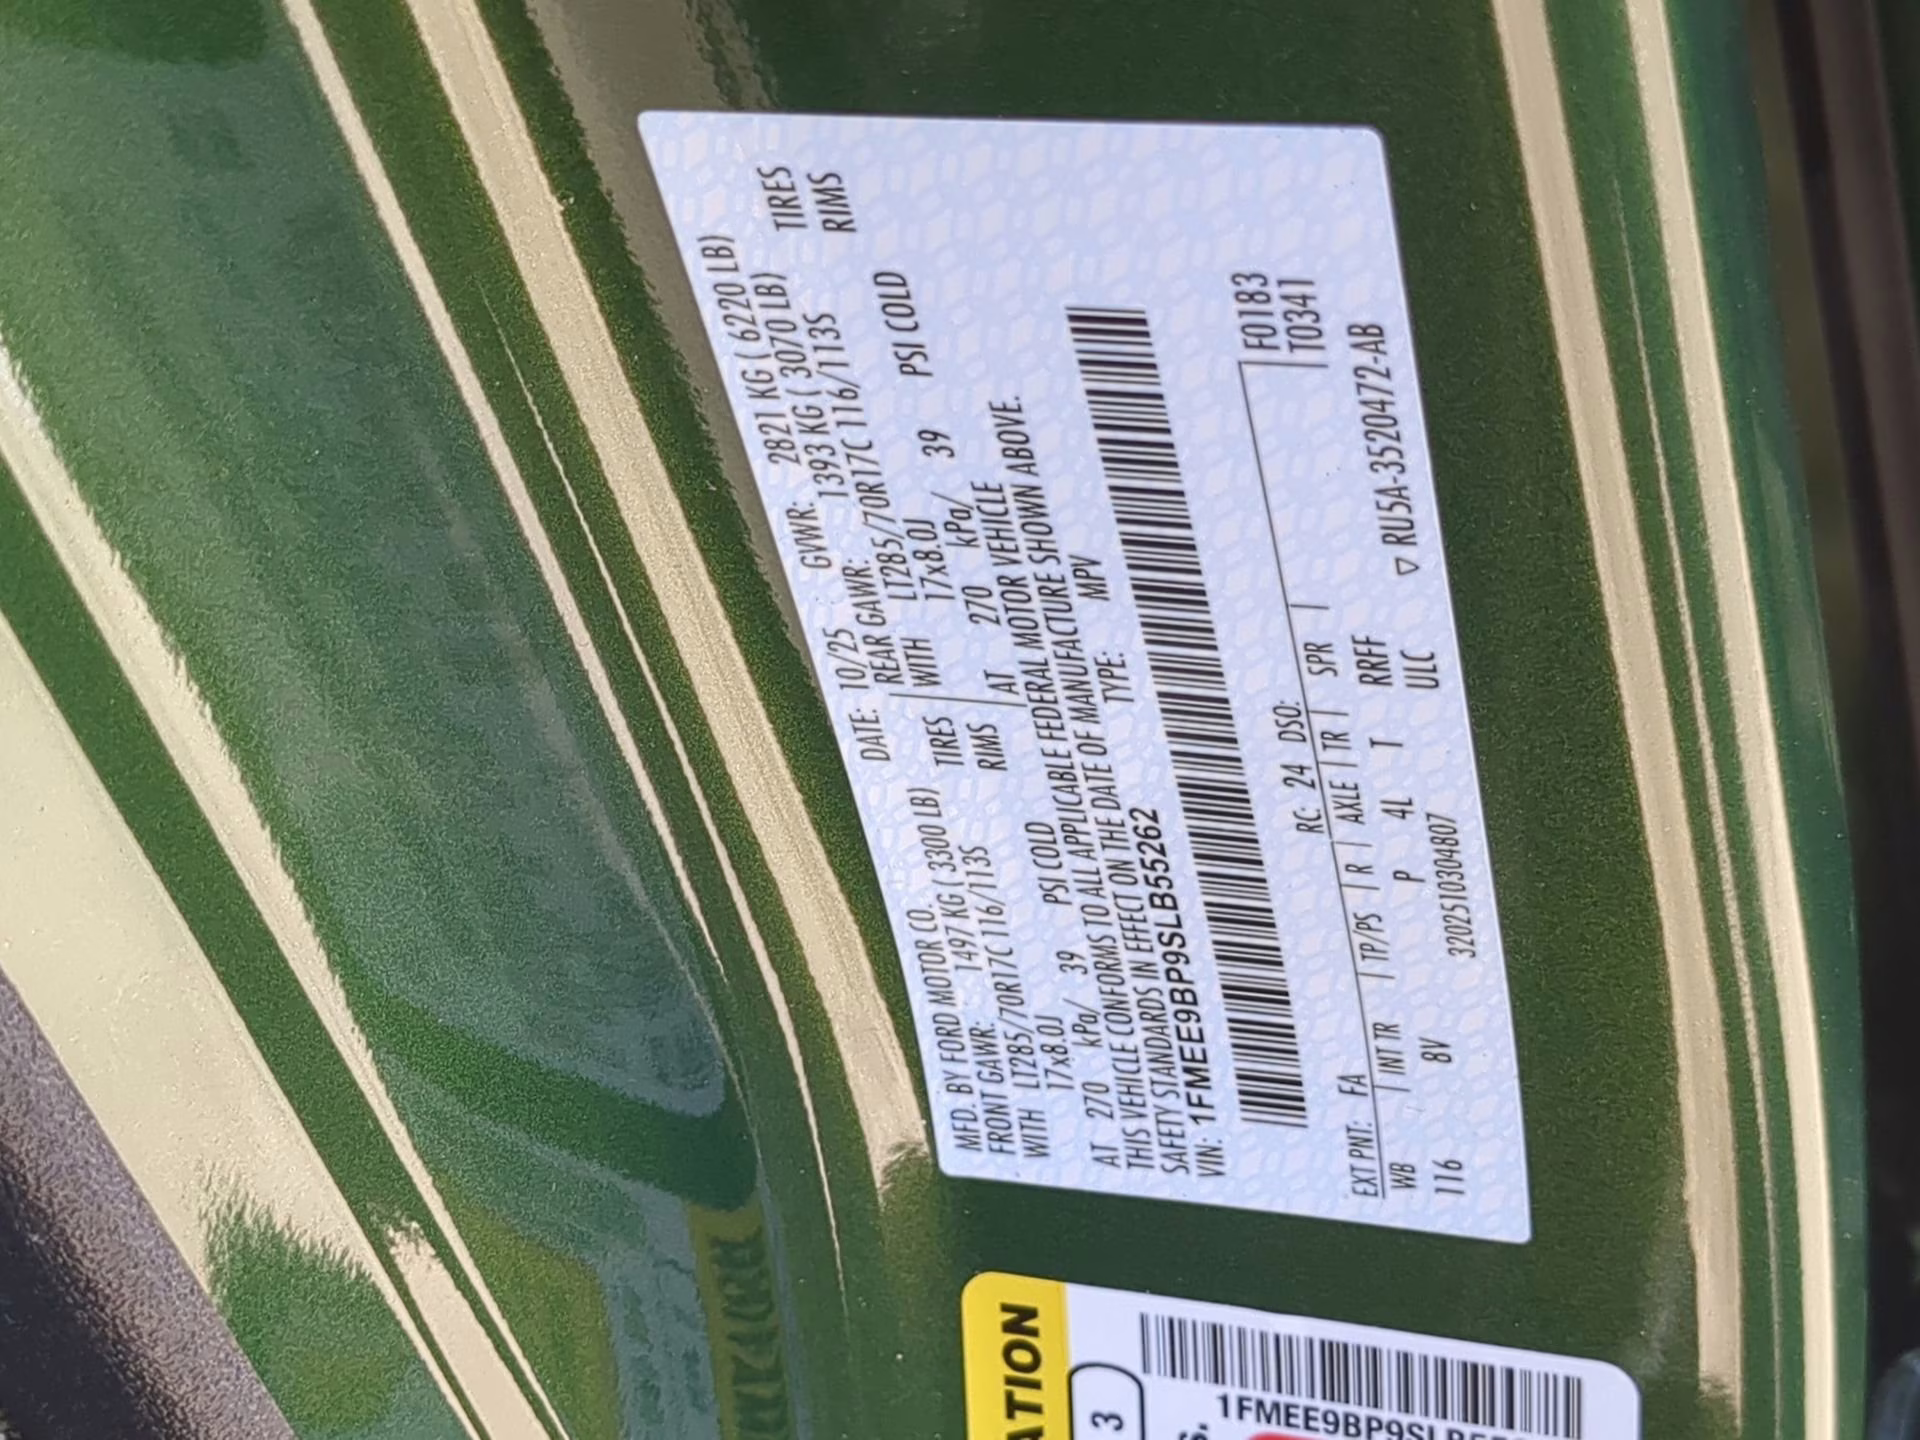 MFD. BY FORD MOTOR CO. DATE: 10/25 GVWR: 2821 KG ( 6220 LB)
FRONT GAWR: 1497 KG ( 3300 LB) REAR GAWR: 1393 KG ( 3070 LB)
WITH LT285/70R17C 116/113S TIRES WITH LT285/70R17C 116/113S TIRES
17x8.0J RIMS 17x8.0J RIMS
AT 270 kPa/ 39 PSI COLD AT 270 kPa/ 39 PSI COLD
THIS VEHICLE CONFORMS TO ALL APPLICABLE FEDERAL MOTOR VEHICLE
SAFETY STANDARDS IN EFFECT ON THE DATE OF MANUFACTURE SHOWN ABOVE.
VIN: 1FMEE9BP9SLB55262 TYPE: MPV
F0183
T0341
EXT PNT: FA RC: 24 DSO:
WB INT TR TP/PS R AXLE TR SPR
116 8V P 4L T RRFF
ULC
3202510304807 ▽ RU5A-3520472-AB
ATION
3
1FMEE9BP9SLB55